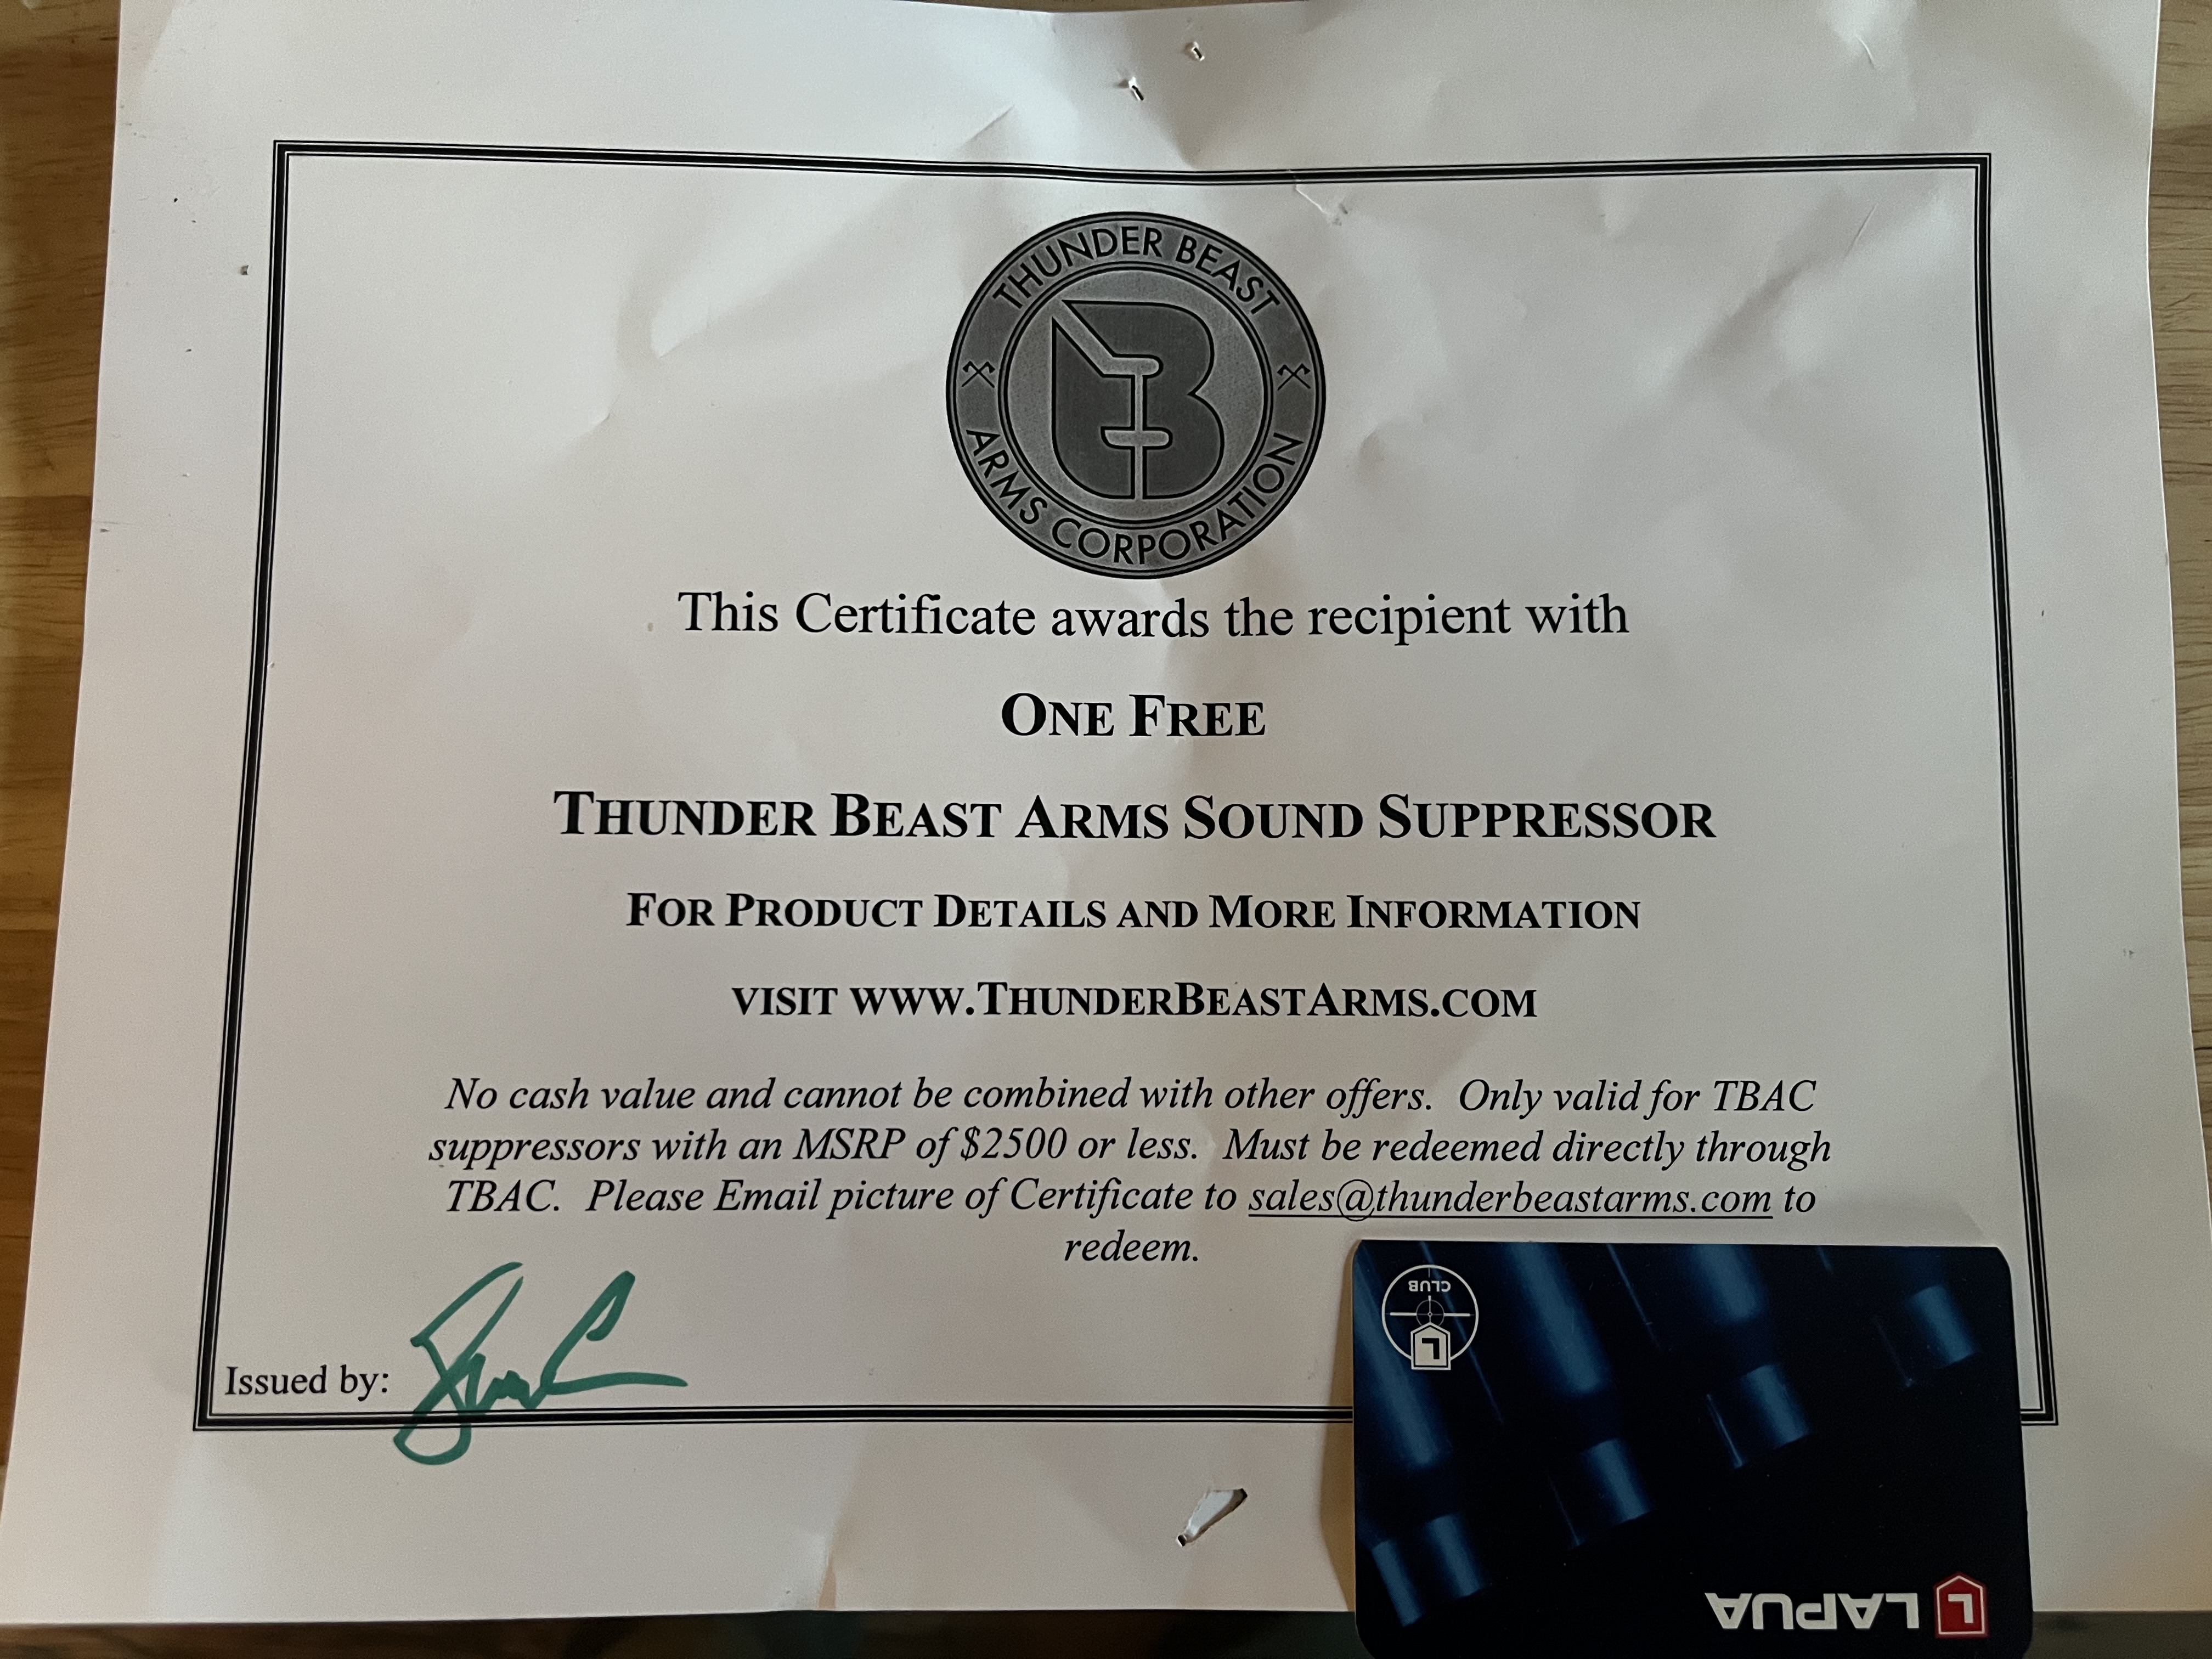 THUNDER BEAST
ARMS CORPORATION
This Certificate awards the recipient with
ONE FREE
THUNDER BEAST ARMS SOUND SUPPRESSOR
FOR PRODUCT DETAILS AND MORE INFORMATION
VISIT WWW.THUNDERBEASTARMS.COM
No cash value and cannot be combined with other offers. Only valid for TBAC
suppressors with an MSRP of $2500 or less. Must be redeemed directly through
TBAC. Please Email picture of Certificate to sales@thunderbeastarms.com to
redeem.
Issued by:
CLUB
L
L LAPUA